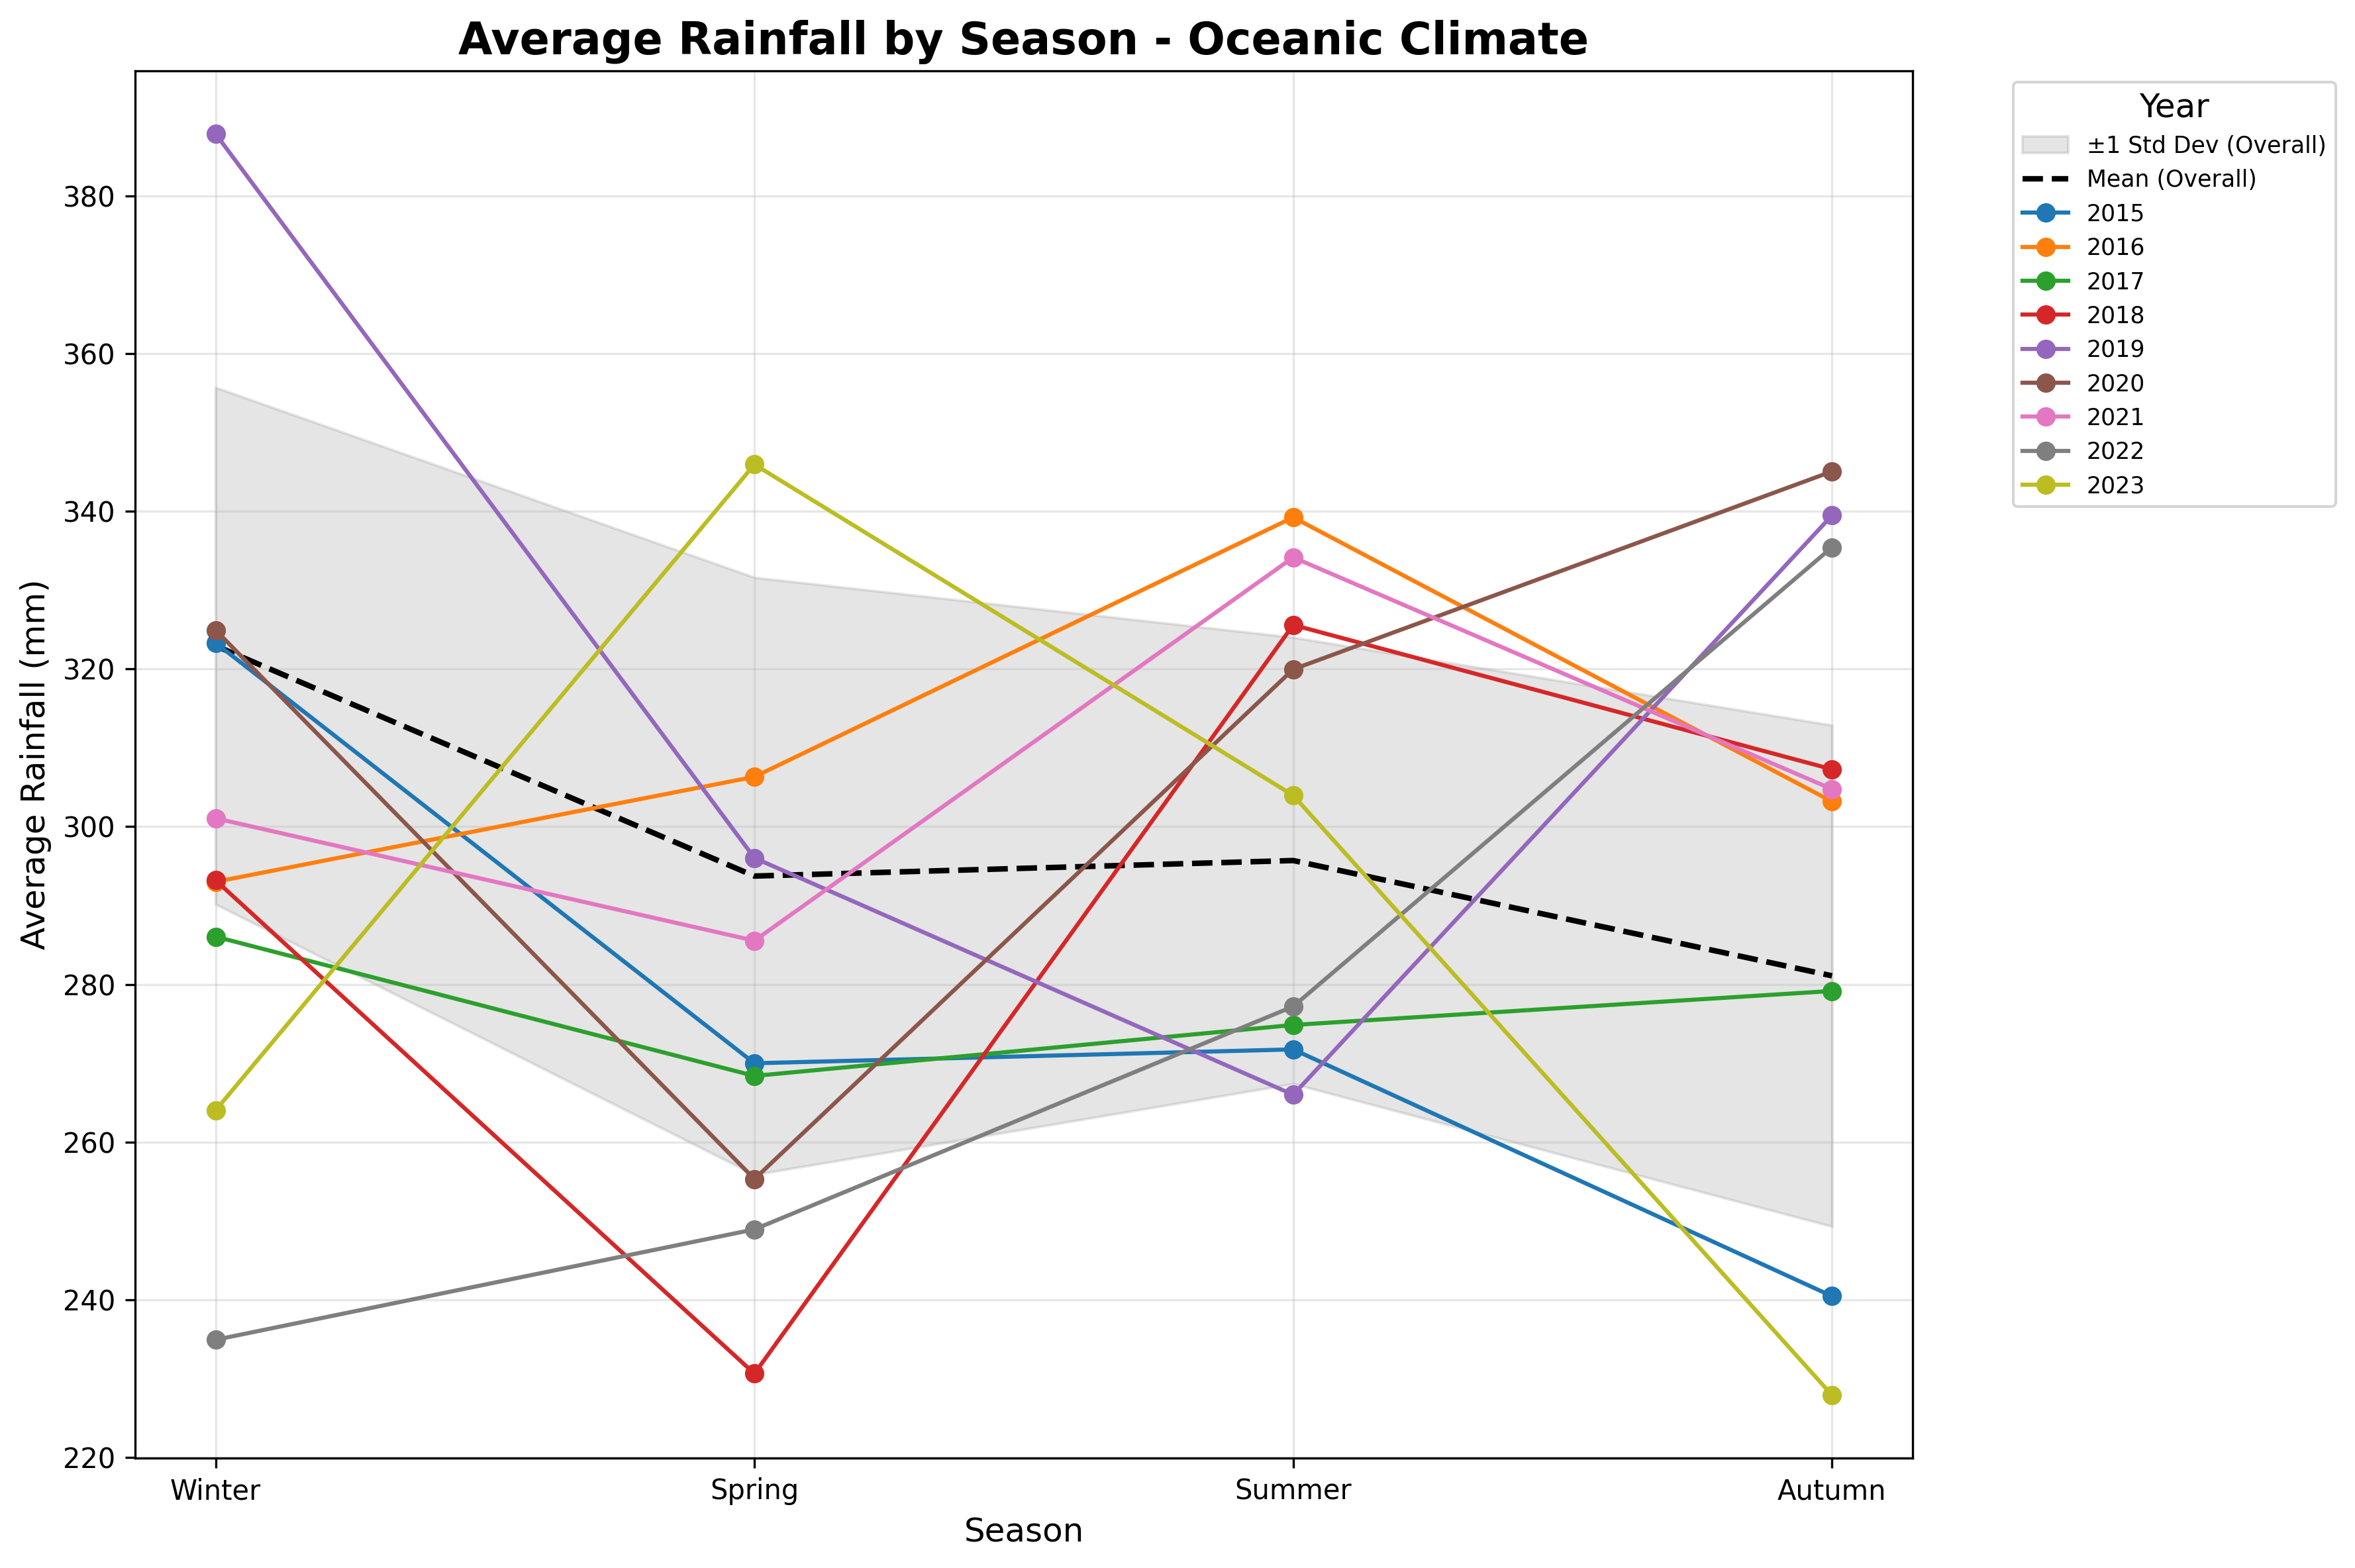 Average Rainfall by Season - Oceanic Climate
Year
±1 Std Dev (Overall)
Mean (Overall)
2015
2016
2017
2018
2019
2020
2021
2022
2023
Average Rainfall (mm)
380
360
340
320
300
280
260
240
220
Winter Spring Summer Autumn
Season